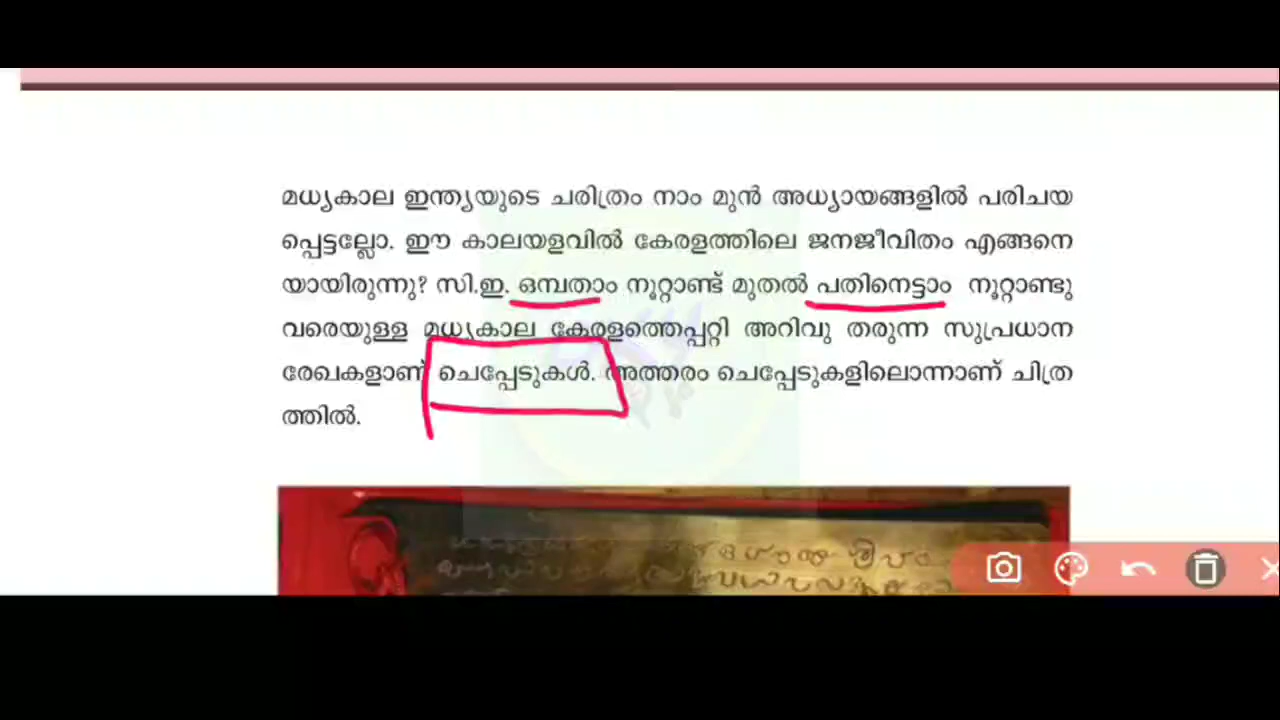 മധ്യകാല ഇന്ത്യയുടെ ചരിത്രം നാം മുൻ അധ്യായങ്ങളിൽ പരിചയ
പ്പെട്ടല്ലോ. ഈ കാലയളവിൽ കേരളത്തിലെ ജനജീവിതം എങ്ങനെ
യായിരുന്നു? സി.ഇ. ഒമ്പതാം നൂറ്റാണ്ട് മുതൽ പതിനെട്ടാം നൂറ്റാണ്ടു
വരെയുള്ള മധ്യകാല കേരളത്തെപ്പറ്റി അറിവു തരുന്ന സുപ്രധാന
രേഖകളാണ് ചെപ്പേടുകൾ. അത്തരം ചെപ്പേടുകളിലൊന്നാണ് ചിത്ര
ത്തിൽ.